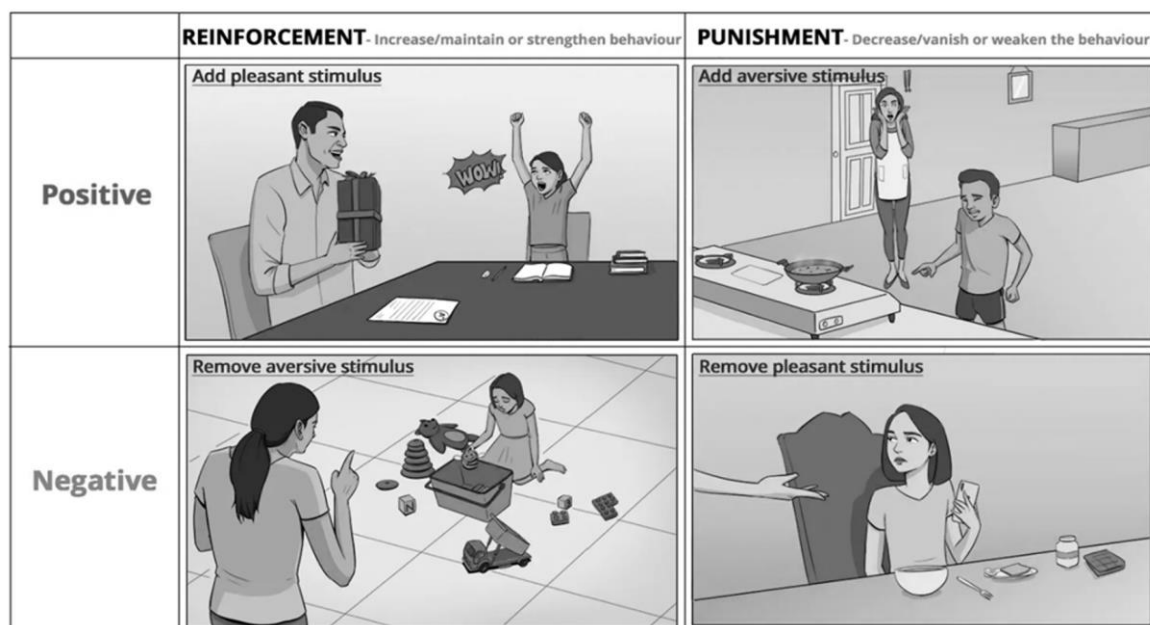 REINFORCEMENT- Increase/maintain or strengthen behaviour
PUNISHMENT- Decrease/vanish or weaken the behaviour
Positive
Add pleasant stimulus
WOW!
Add aversive stimulus
Negative
Remove aversive stimulus
Remove pleasant stimulus